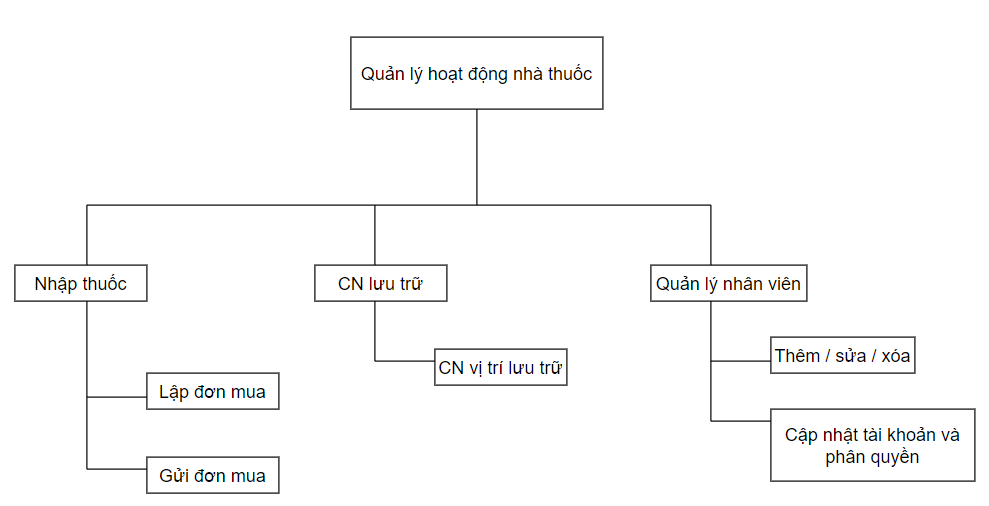 Quản lý hoạt động nhà thuốc
Nhập thuốc
CN lưu trữ
Quản lý nhân viên
Thêm / sửa / xóa
CN vị trí lưu trữ
Lập đơn mua
Cập nhật tài khoản và
phân quyền
Gửi đơn mua